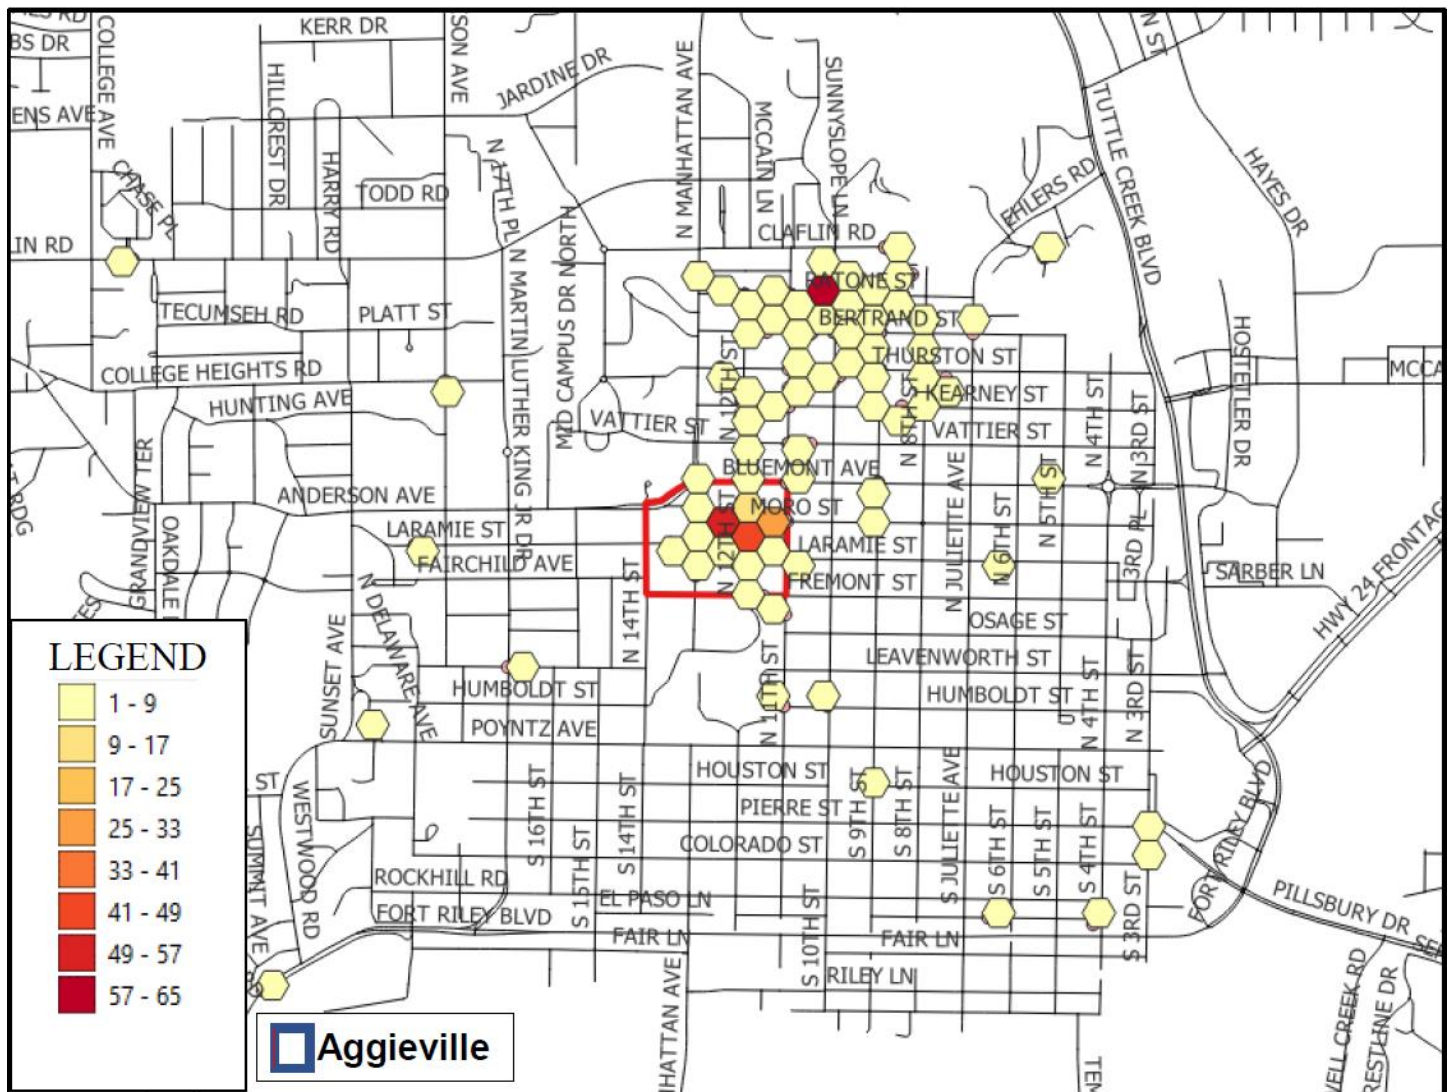 KERR DR
BS DR
COLLEGE AVE
SON AVE
JARDINE DR
N MANHATTAN AVE
SUNNYSLOPE LN
N ST
ENS AVE
HILLCREST DR
HARRY RD
MCCAIN LN
TUTTLE CREEK BLVD
HAYES DR
CHASE PL
TODD RD
N 17TH PL
EHLERS RD
LIN RD
CLAFLIN RD
MID CAMPUS DR NORTH
N MARTIN LUTHER KING JR DR
TECUMSEH RD
PLATT ST
BERTRAND ST
HOSTETLER DR
COLLEGE HEIGHTS RD
THURSTON ST
MCCA
HUNTING AVE
N 12TH ST
KEARNEY ST
N 8TH ST
N 4TH ST
N 3RD ST
VATTIER ST
VATTIER ST
GRANDVIEW TER
BLUEMONT AVE
ANDERSON AVE
N 5TH ST
MORO ST
OAKDALE
LARAMIE ST
LARAMIE ST
N JULIETTE AVE
N 6TH ST
3RD PL
FAIRCHILD AVE
N 12TH ST
FREMONT ST
SARBER LN
HWY 24 FRONTAG
N 14TH ST
N DELAWARE AVE
OSAGE ST
SUNSET AVE
LEAVENWORTH ST
HUMBOLDT ST
HUMBOLDT ST
N 11TH ST
N 4TH ST
N 3RD ST
POYNTZ AVE
LEGEND
1 - 9
9 - 17
17 - 25
25 - 33
33 - 41
41 - 49
49 - 57
57 - 65
ST
HOUSTON ST
HOUSTON ST
WESTWOOD RD
SUMMIT AVE
S 16TH ST
S 15TH ST
S 14TH ST
PIERRE ST
COLORADO ST
S 9TH ST
S 8TH ST
S JULIETTE AVE
S 6TH ST
S 5TH ST
S 4TH ST
S 3RD ST
FORT RILEY BLVD
ROCKHILL RD
EL PASO LN
FORT RILEY BLVD
FAIR LN
FAIR LN
S 10TH ST
RILEY LN
PILLSBURY DR
HATTAN AVE
TEN
ELL CREEK RD
RESTLINE DR
Aggieville